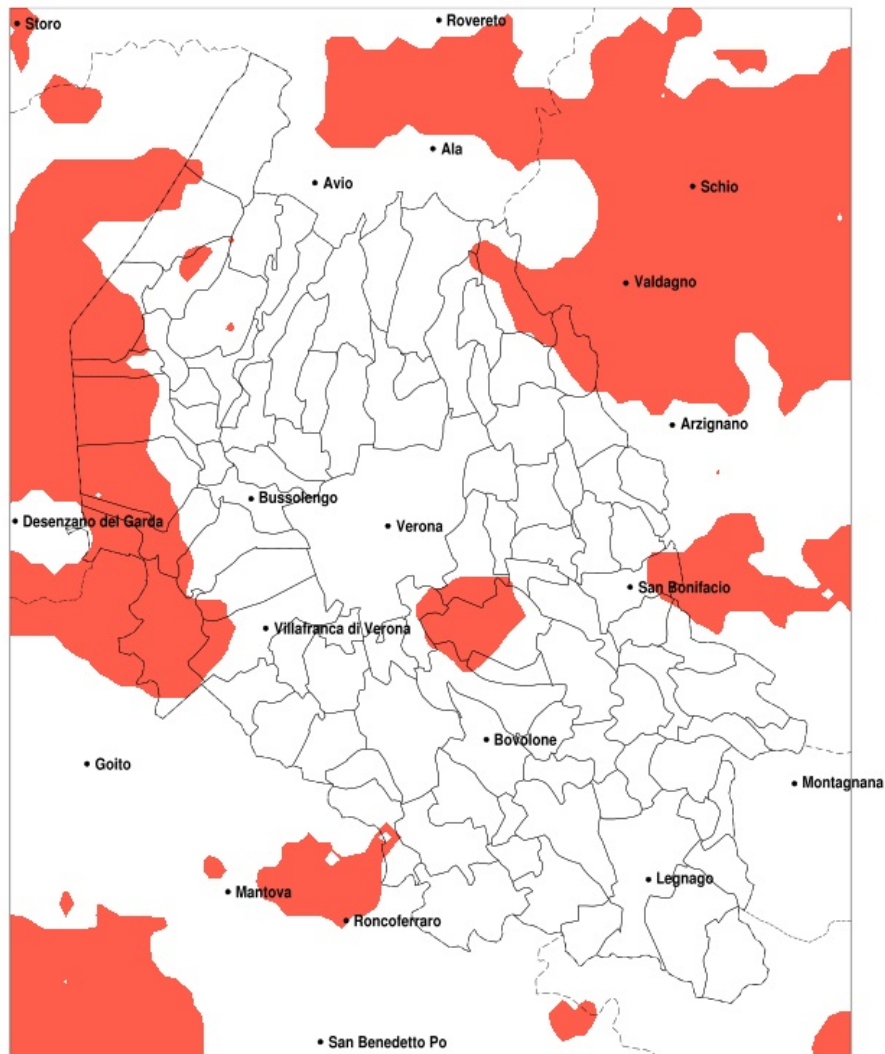 Storo
Rovereto
Ala
Avio
Schio
Valdagno
Arzignano
Bussolengo
Desenzano del Garda
Verona
San Bonifacio
Villafranca di Verona
Bovolone
Goito
Montagnana
Legnago
Mantova
Roncoferraro
San Benedetto Po